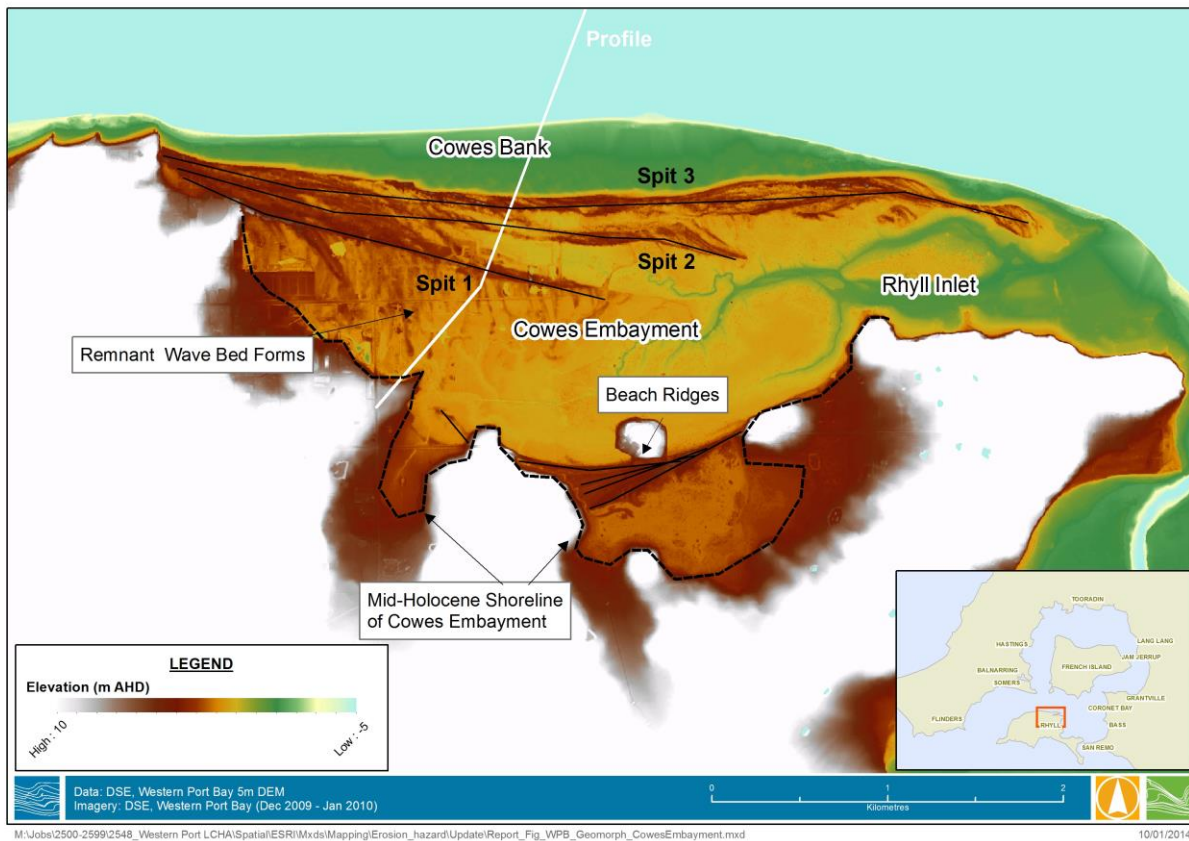 Profile
Cowes Bank
Spit 3
Spit 2
Rhyll Inlet
Spit 1
Cowes Embayment
Remnant Wave Bed Forms
Beach Ridges
Mid-Holocene Shoreline
of Cowes Embayment
LEGEND
Elevation (m AHD)
High : 10
Low : -5
TOORADIN
HASTINGS
LANG LANG
FRENCH ISLAND
JAM JERRUP
BALNARRING
SOMERS
GRANTVILLE
CORONET BAY
FLINDERS
RHYLL
BASS
SAN REMO
Data: DSE, Western Port Bay 5m DEM
Imagery: DSE, Western Port Bay (Dec 2009 - Jan 2010)
0 1 2
Kilometres
M:\Jobs\2500-2599\2548_Western Port LCHA\Spatial\ESRI\Mxds\Mapping\Erosion_hazard\Update\Report_Fig_WPB_Geomorph_CowesEmbayment.mxd
10/01/2014